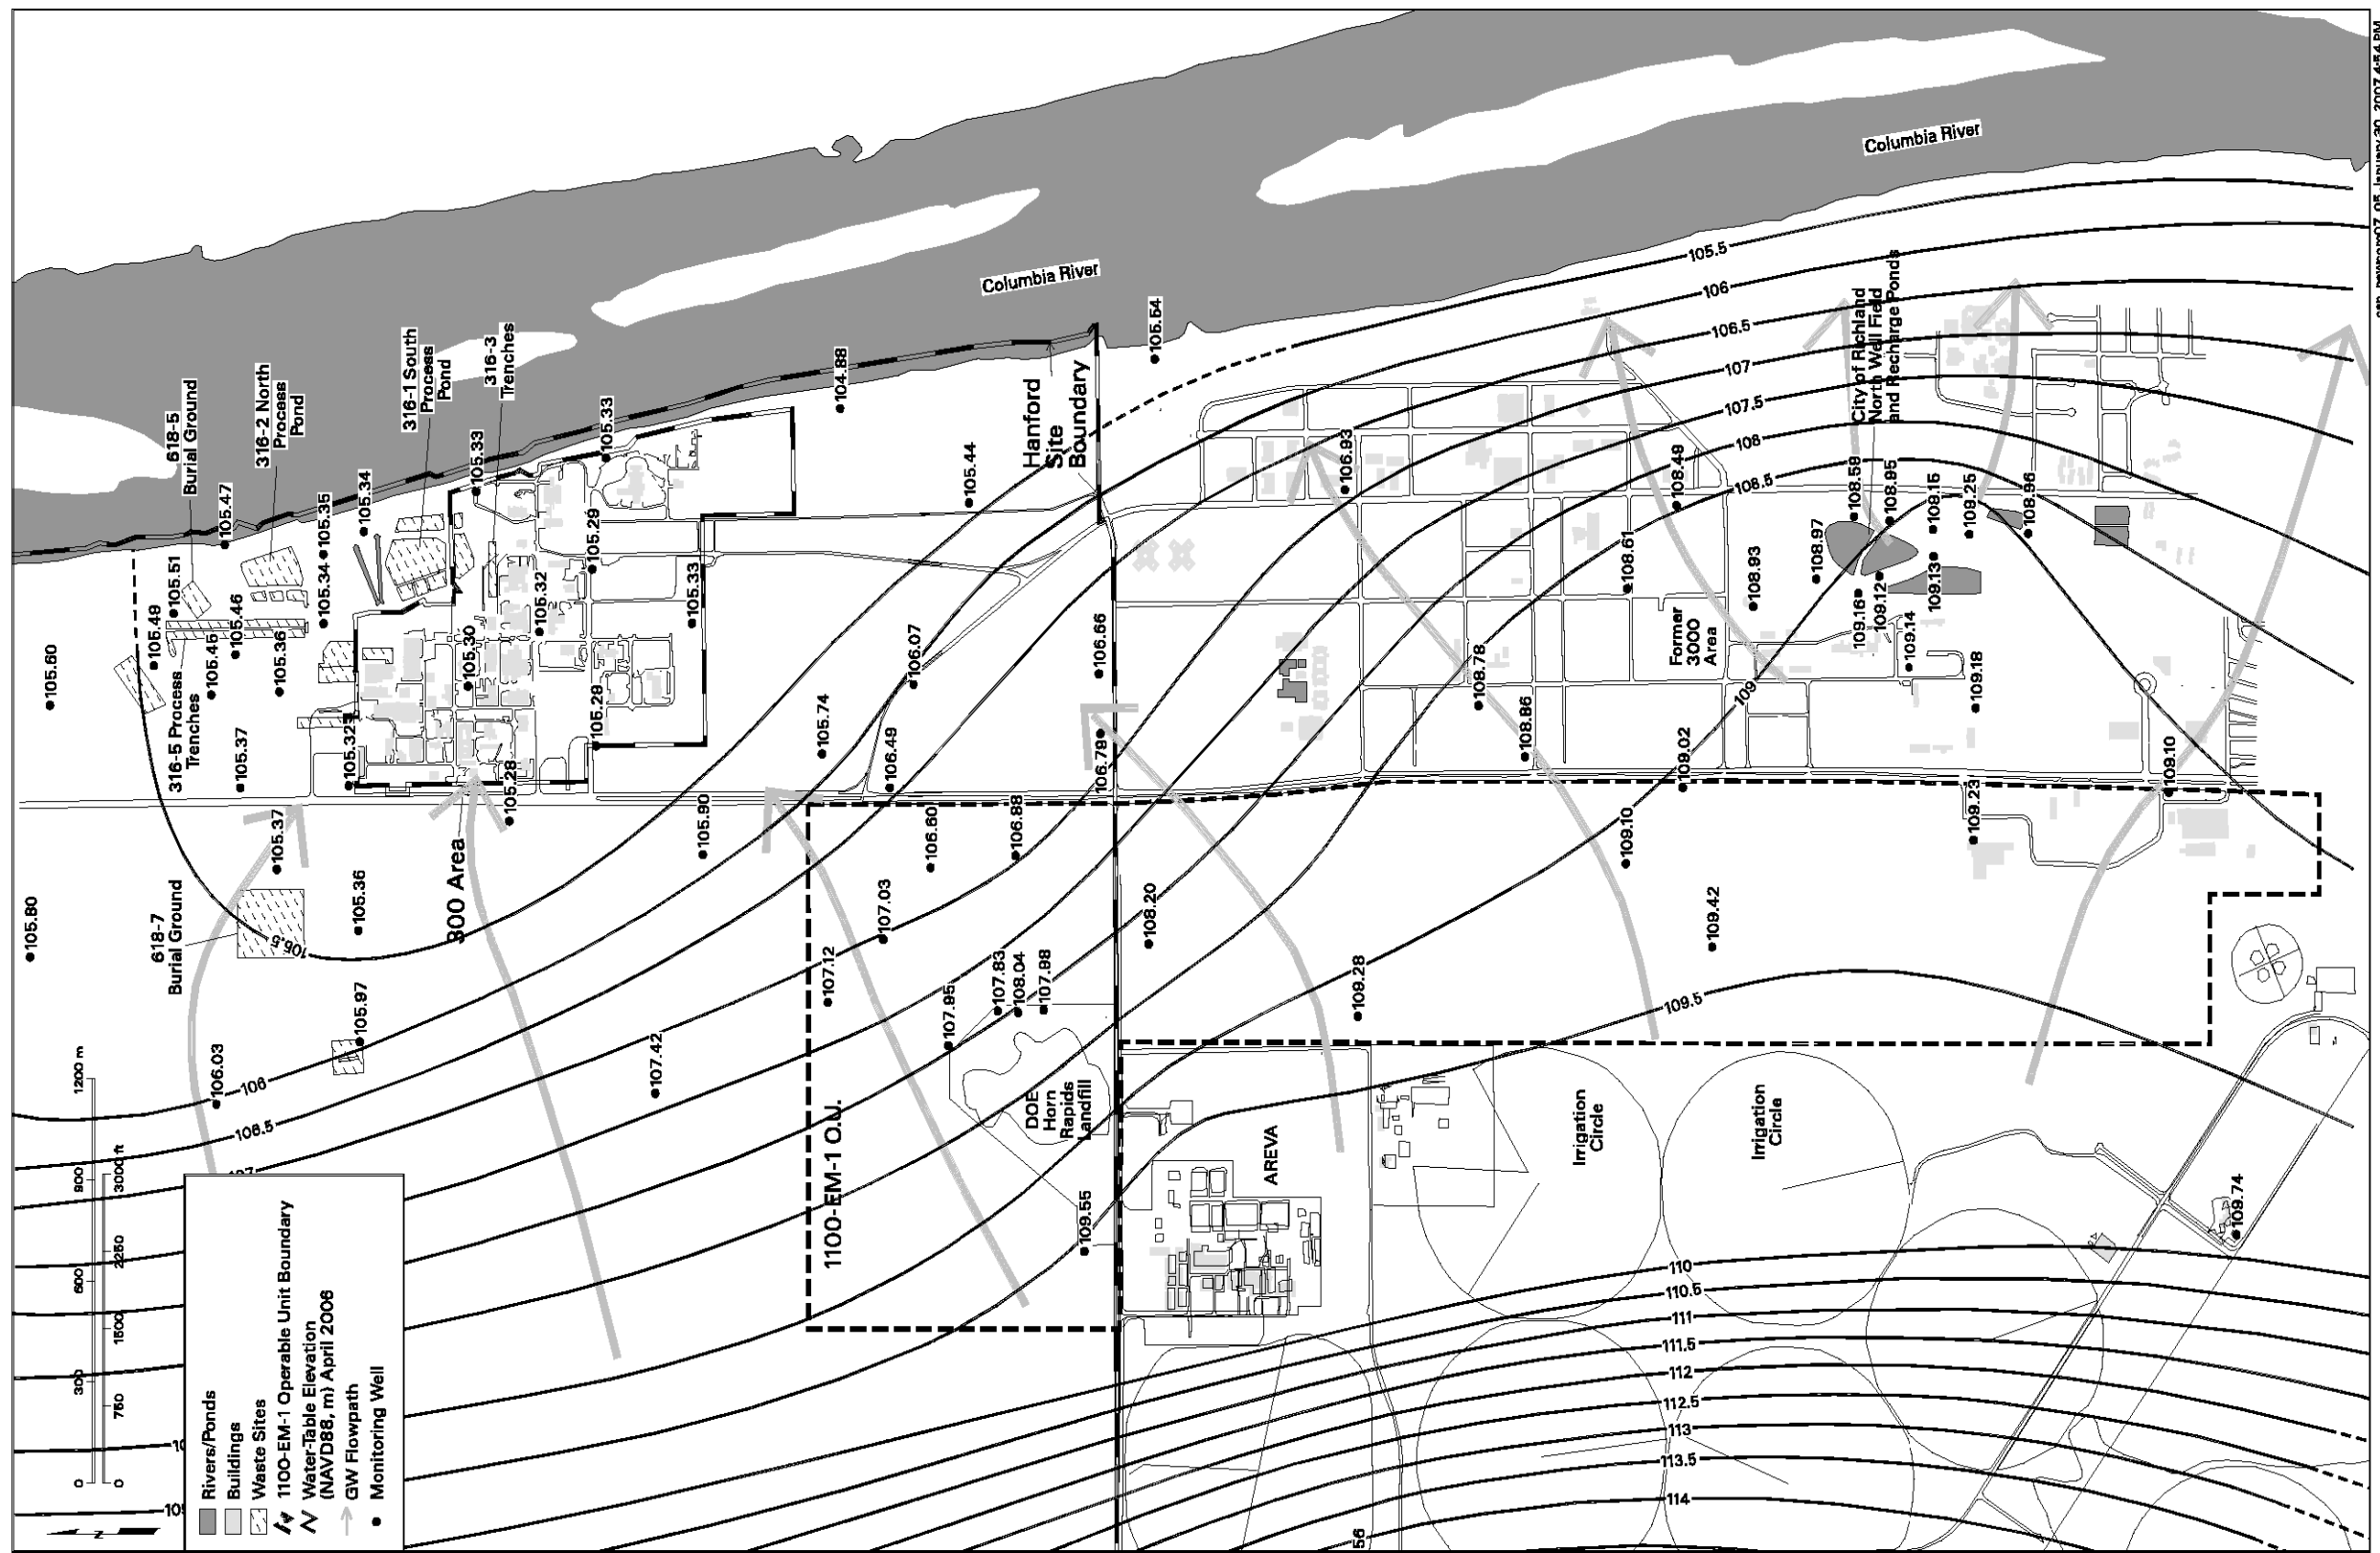 Columbia River
Columbia River
105.5
106
106.5
107
107.5
108
108.5
109
109.5
110
110.5
111
111.5
112
112.5
113
113.5
114
618-5
Burial Ground
316-2 North
Process
Pond
316-1 South
Process
Pond
316-3
Trenches
316-5 Process
Trenches
618-7
Burial Ground
300 Area
Hanford
Site
Boundary
City of Richland
North Well Field
and Recharge Ponds
Former
3000
Area
1100-EM-1 O.U.
DOE
Horn
Rapids
Landfill
AREVA
Irrigation
Circle
Irrigation
Circle
105.60
105.80
105.47
105.51
105.49
105.45
105.46
105.36
105.37
105.34
105.35
105.34
105.33
105.33
105.29
105.32
105.30
105.33
105.29
105.28
105.37
105.36
105.97
106.03
105.90
105.74
104.88
105.44
105.54
106.07
106.49
106.60
106.88
106.66
106.79
107.03
107.12
107.42
107.95
107.83
108.04
107.98
108.20
109.55
109.28
106.93
108.49
108.61
108.78
108.86
109.02
109.10
109.42
108.93
108.97
108.59
108.95
109.15
109.25
108.86
109.16
109.12
109.13
109.14
109.18
109.23
109.10
109.74
105.5
106
106.5
0 300 600 900 1200 m
0 750 1500 2250 3000 ft
N
Rivers/Ponds
Buildings
Waste Sites
1100-EM-1 Operable Unit Boundary
Water-Table Elevation
(NAVD88, m) April 2006
GW Flowpath
Monitoring Well